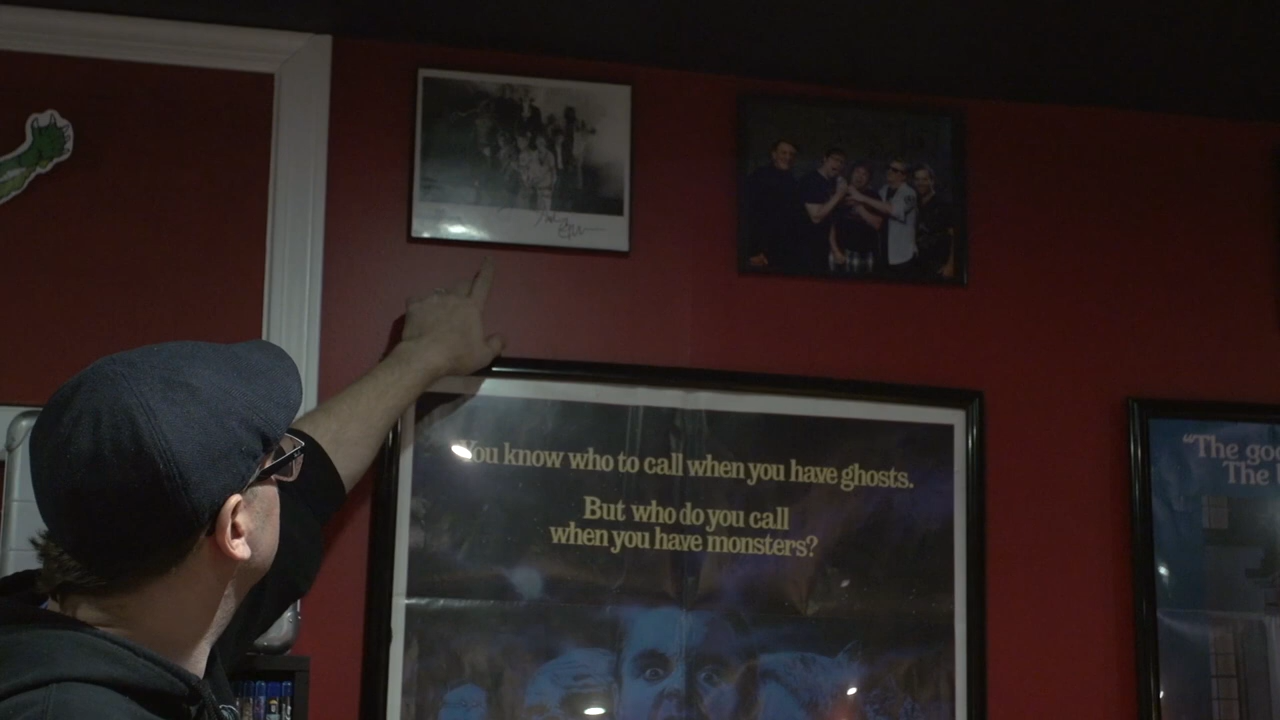 You know who to call when you have ghosts.
But who do you call
when you have monsters?
"The goo
The